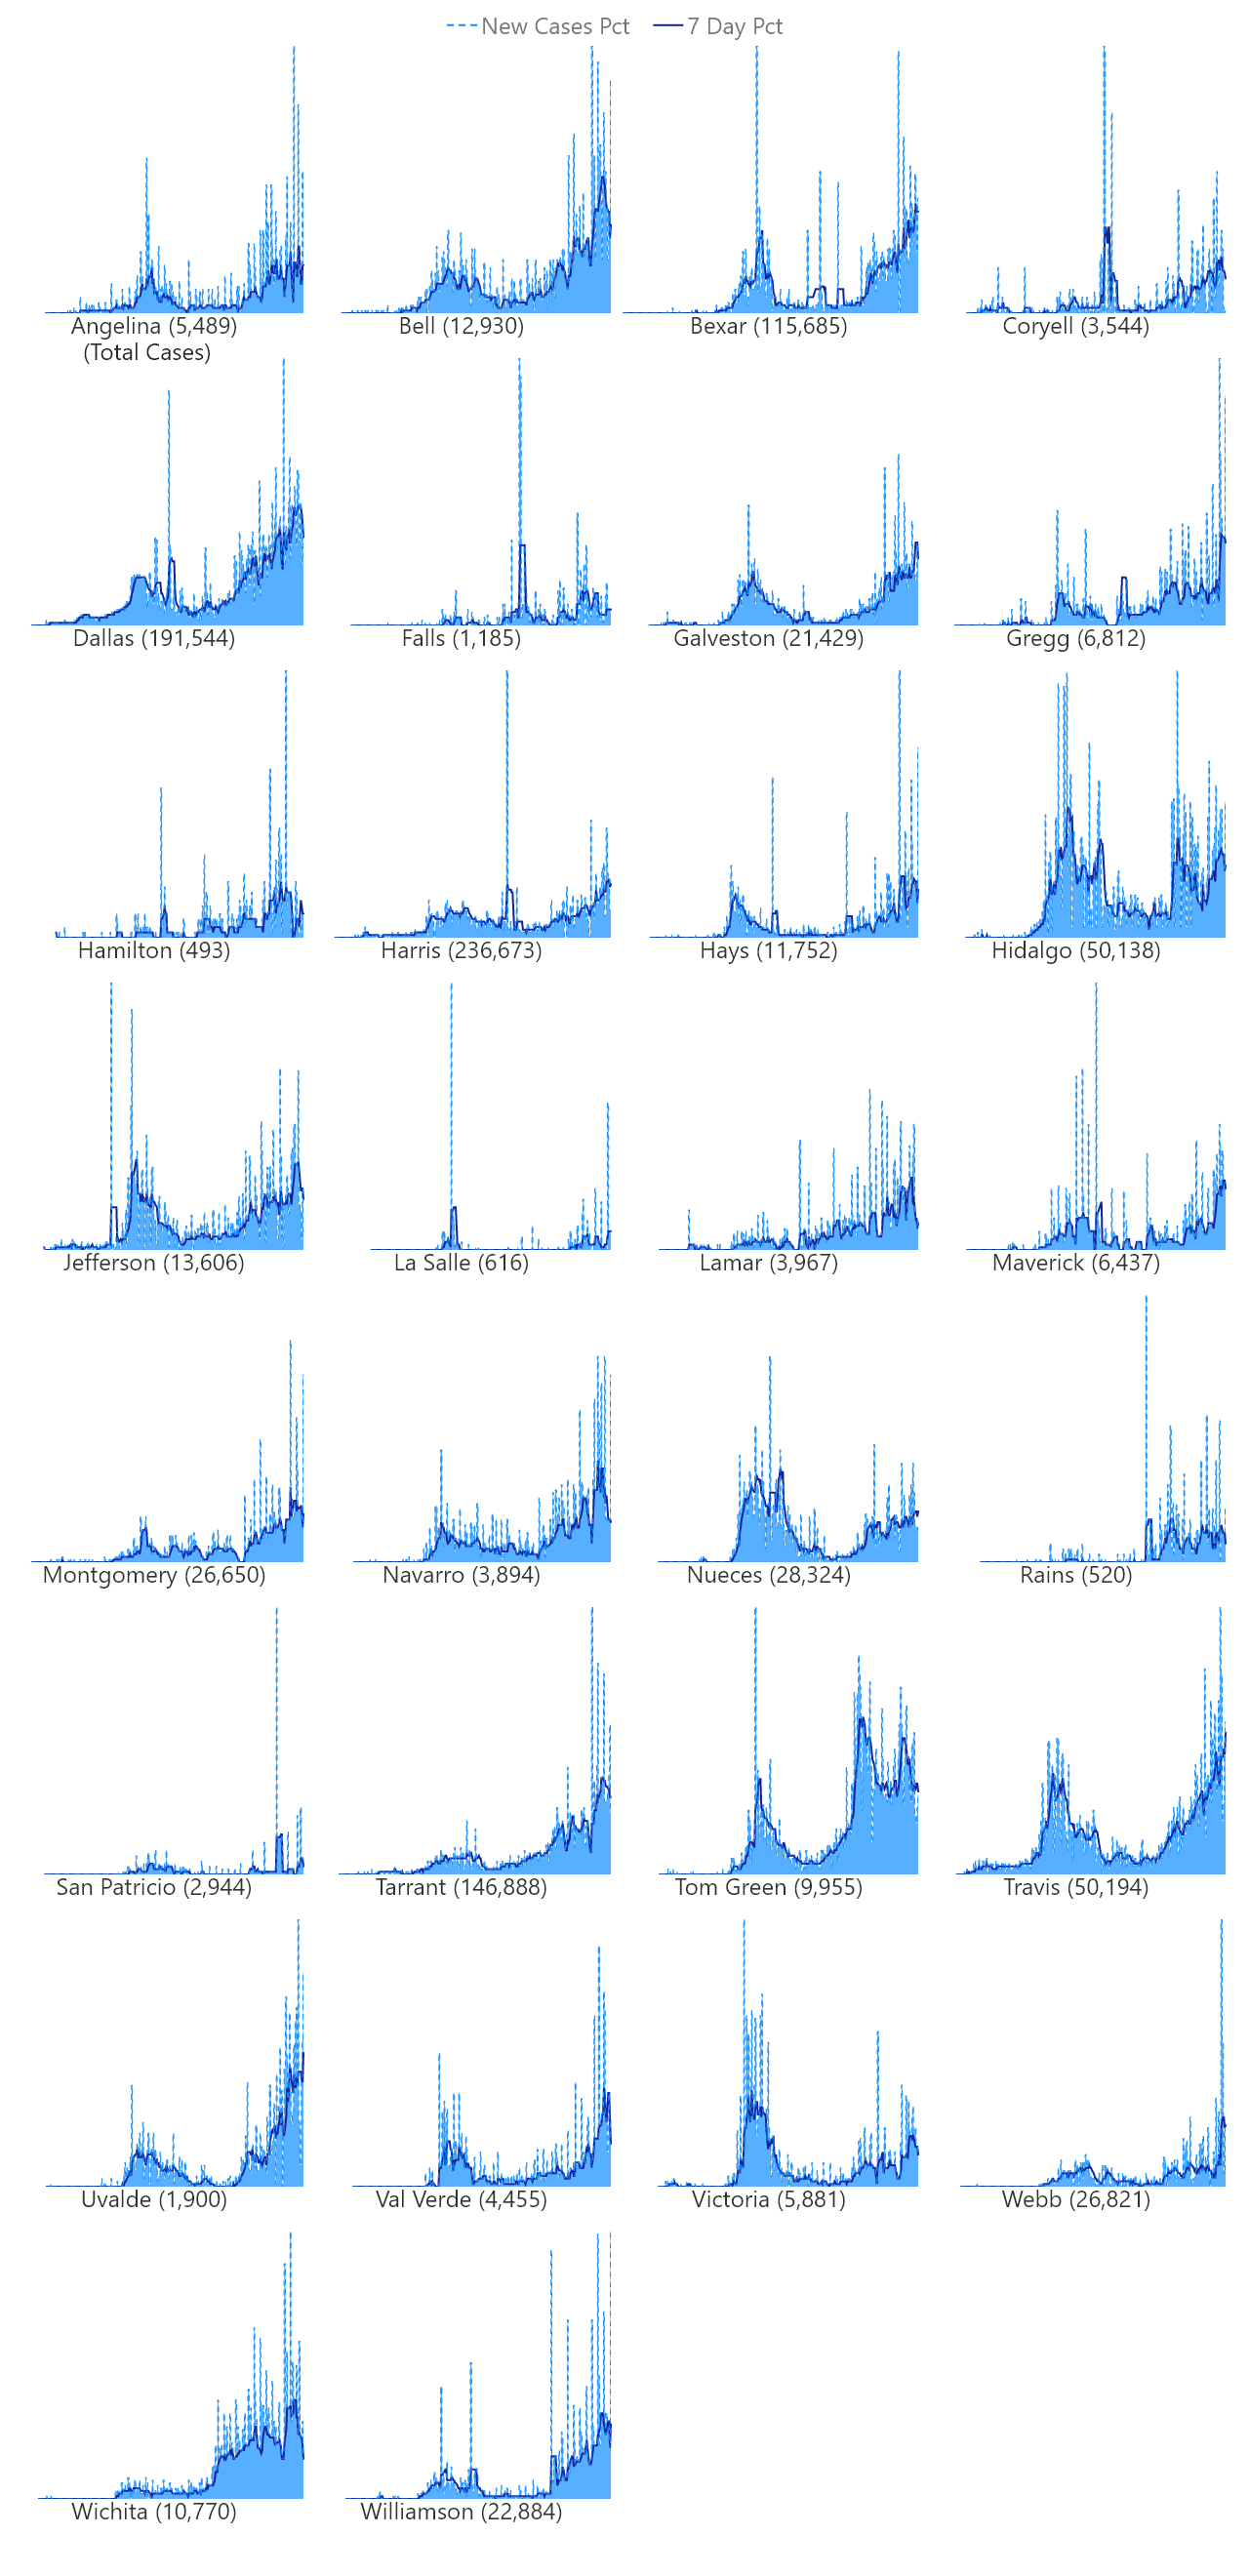 New Cases Pct 7 Day Pct
Angelina (5,489) Bell (12,930) Bexar (115,685) Coryell (3,544)
(Total Cases)
Dallas (191,544) Falls (1,185) Galveston (21,429) Gregg (6,812)
Hamilton (493) Harris (236,673) Hays (11,752) Hidalgo (50,138)
Jefferson (13,606) La Salle (616) Lamar (3,967) Maverick (6,437)
Montgomery (26,650) Navarro (3,894) Nueces (28,324) Rains (520)
San Patricio (2,944) Tarrant (146,888) Tom Green (9,955) Travis (50,194)
Uvalde (1,900) Val Verde (4,455) Victoria (5,881) Webb (26,821)
Wichita (10,770) Williamson (22,884)